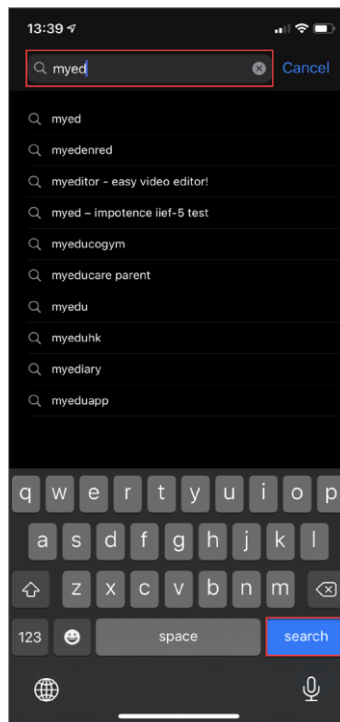 13:39
myed
Cancel
myed
myedenred
myeditor - easy video editor!
myed – impotence iief-5 test
myeducogym
myeducare parent
myedu
myeduhk
myediary
myeduapp
q w e r t y u i o p
a s d f g h j k l
z x c v b n m
123 space search